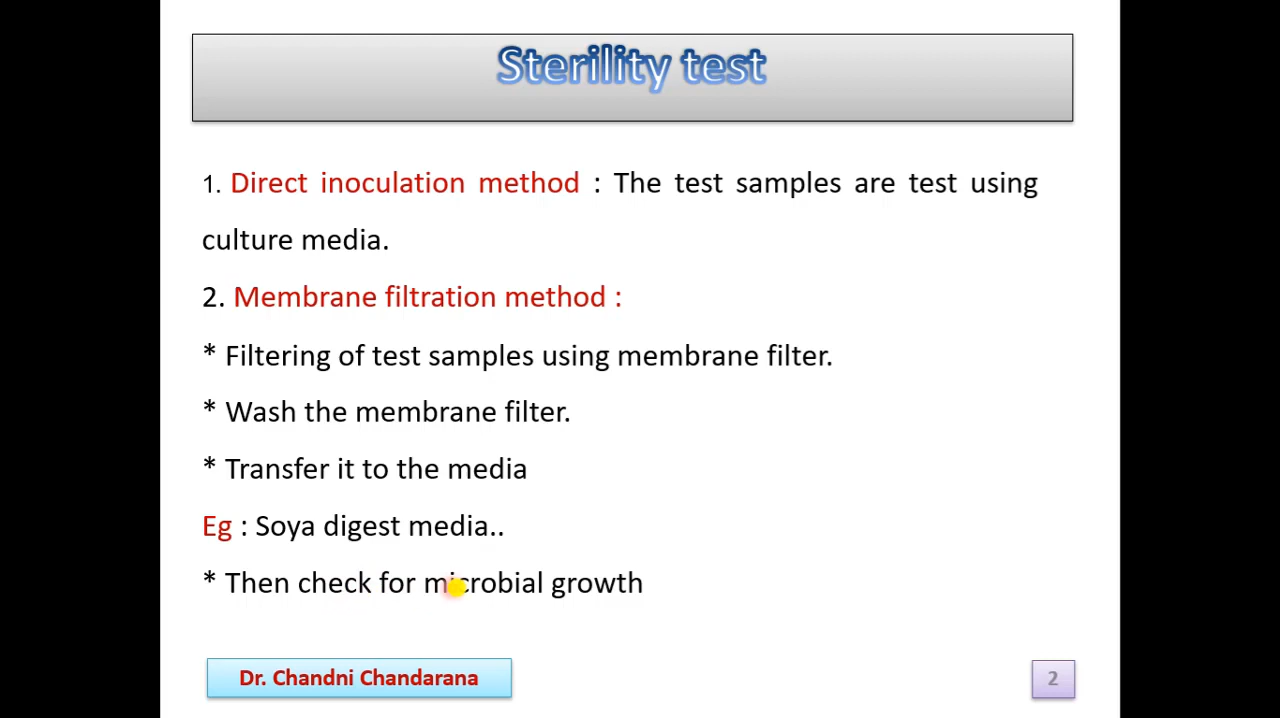 Sterility test
1. Direct inoculation method : The test samples are test using
culture media.
2. Membrane filtration method :
* Filtering of test samples using membrane filter.
* Wash the membrane filter.
* Transfer it to the media
Eg : Soya digest media..
* Then check for microbial growth
Dr. Chandni Chandarana
2